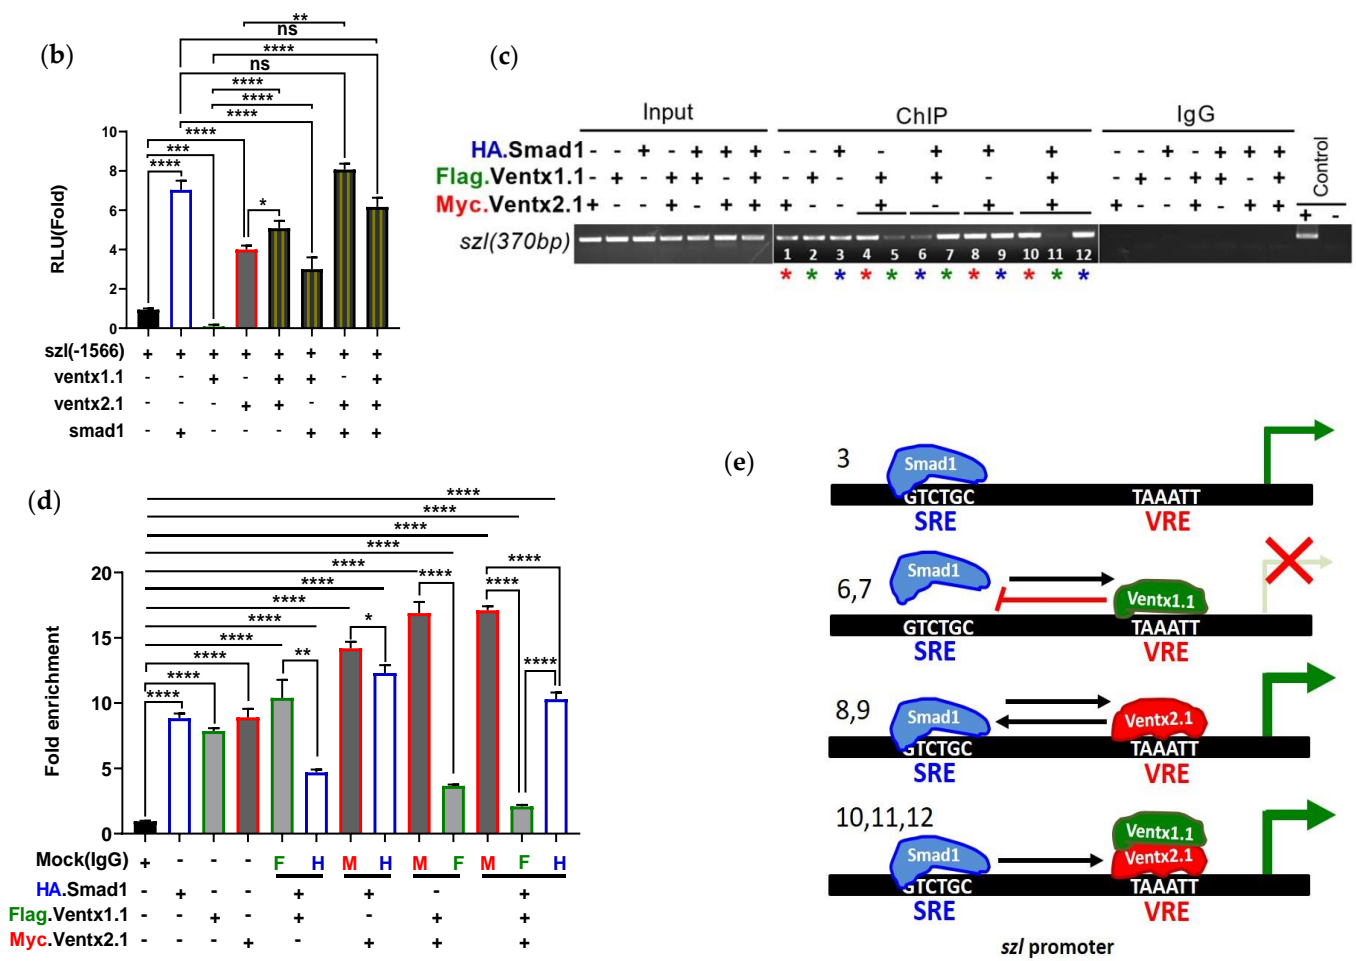 (b)
**
ns
****
ns
****
****
****
****
***
****
*
RLU(Fold)
10
8
6
4
2
0
szl(-1566) + + + + + + + +
ventx1.1 - - + - + + - +
ventx2.1 - - - + + - + +
smad1 - + - - - + + +
(c)
Input ChIP IgG
Control
HA.Smad1 - - + - + + + - - + - + + + - - + - + + +
Flag.Ventx1.1 - + - + + - + - + - + + - + - + - + + - +
Myc.Ventx2.1 + - - + - + + + - - + - + + + - - + - + + + -
szl(370bp)
1 2 3 4 5 6 7 8 9 10 11 12
* * * * * * * * * * * *
(d)
****
****
****
****
****
****
****
****
****
****
****
****
**
*
****
****
****
****
Fold enrichment
20
15
10
5
0
Mock(IgG) + - - - F H M H M F M F H
HA.Smad1 - + - - + + - +
Flag.Ventx1.1 - - + - + - + +
Myc.Ventx2.1 - - - + - + + +
(e)
3
Smad1
GTCTGC TAAATT
SRE VRE
6,7
Smad1
Ventx1.1
GTCTGC TAAATT
SRE VRE
8,9
Smad1
Ventx2.1
GTCTGC TAAATT
SRE VRE
10,11,12
Ventx1.1
Smad1
Ventx2.1
GTCTGC TAAATT
SRE VRE
szl promoter